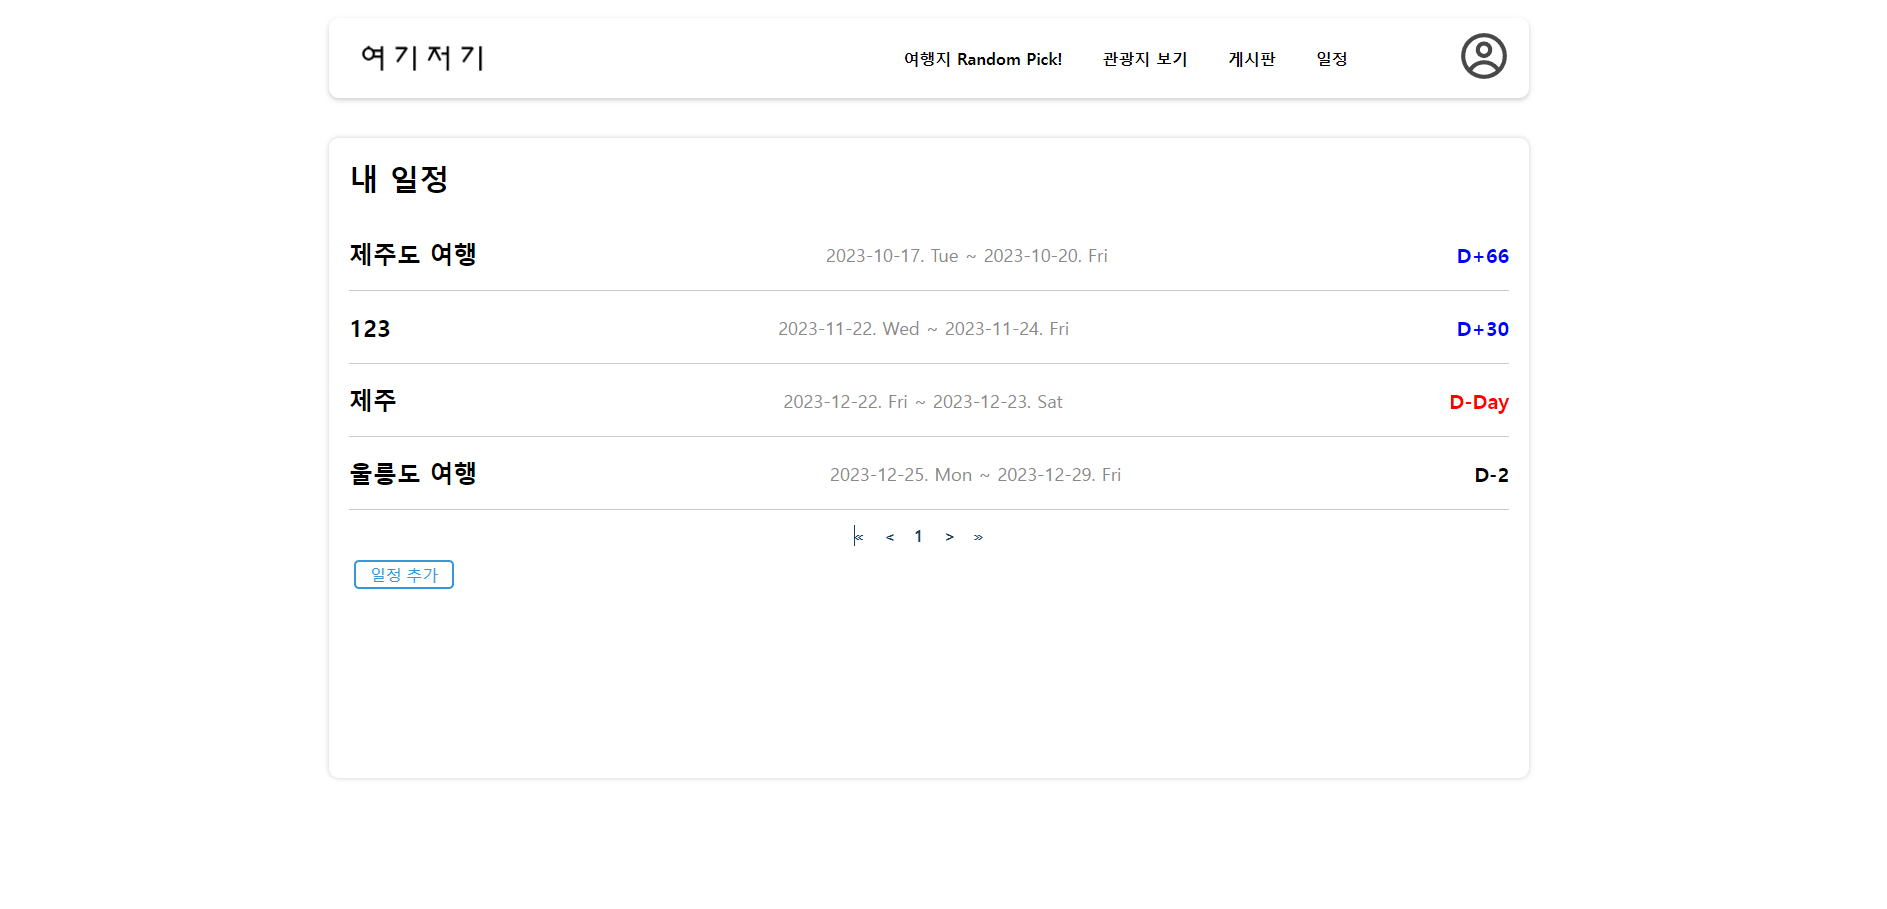 여기저기 여행지 Random Pick! 관광지 보기 게시판 일정
내 일정
제주도 여행 2023-10-17. Tue ~ 2023-10-20. Fri D+66
123 2023-11-22. Wed ~ 2023-11-24. Fri D+30
제주 2023-12-22. Fri ~ 2023-12-23. Sat D-Day
울릉도 여행 2023-12-25. Mon ~ 2023-12-29. Fri D-2
« < 1 > »
일정 추가